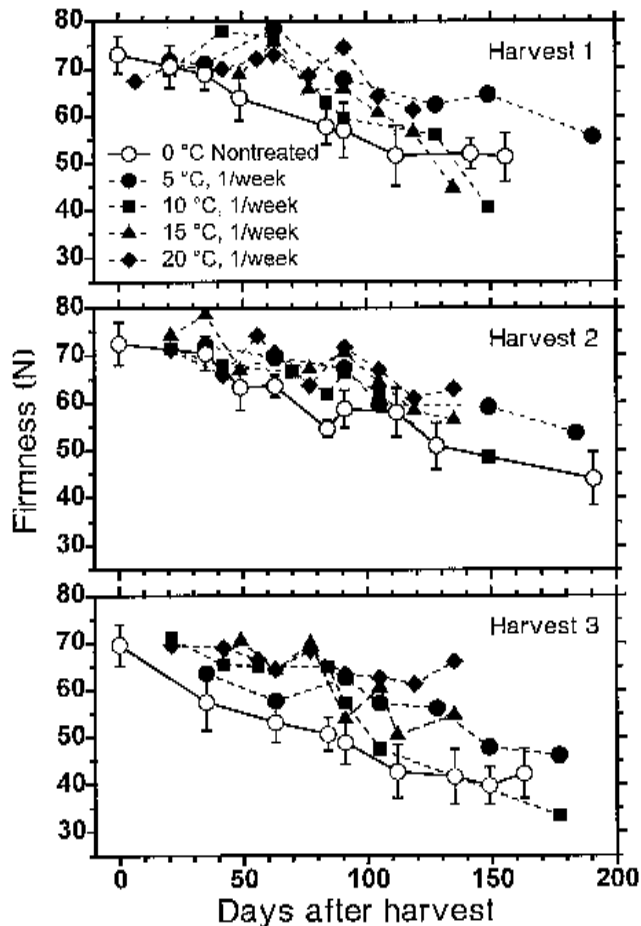 80
70
60
50
40
30
Harvest 1
0 °C Nontreated
5 °C, 1/week
10 °C, 1/week
15 °C, 1/week
20 °C, 1/week
80
70
60
50
40
30
Harvest 2
Firmness (N)
80
70
60
50
40
30
Harvest 3
0 50 100 150 200
Days after harvest